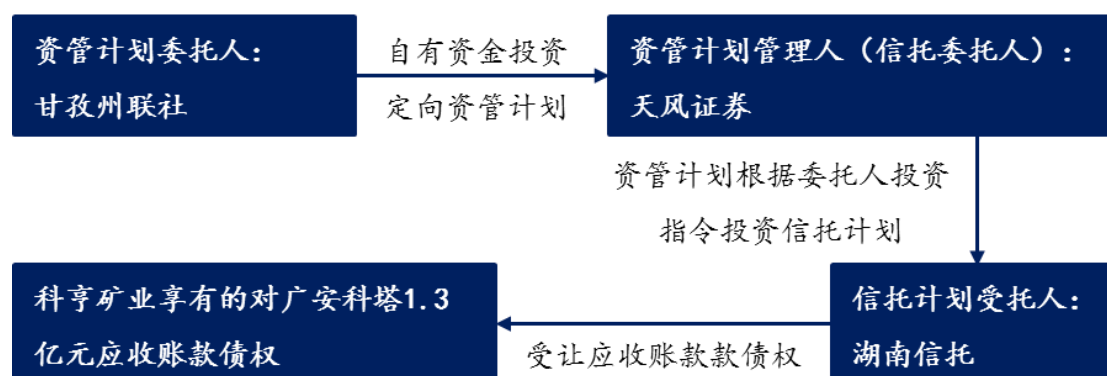 资管计划委托人：
甘孜州联社
自有资金投资
定向资管计划
资管计划管理人（信托委托人）：
天风证券
资管计划根据委托人投资
指令投资信托计划
信托计划受托人：
湖南信托
受让应收账款款债权
科亨矿业享有的对广安科塔1.3
亿元应收账款债权